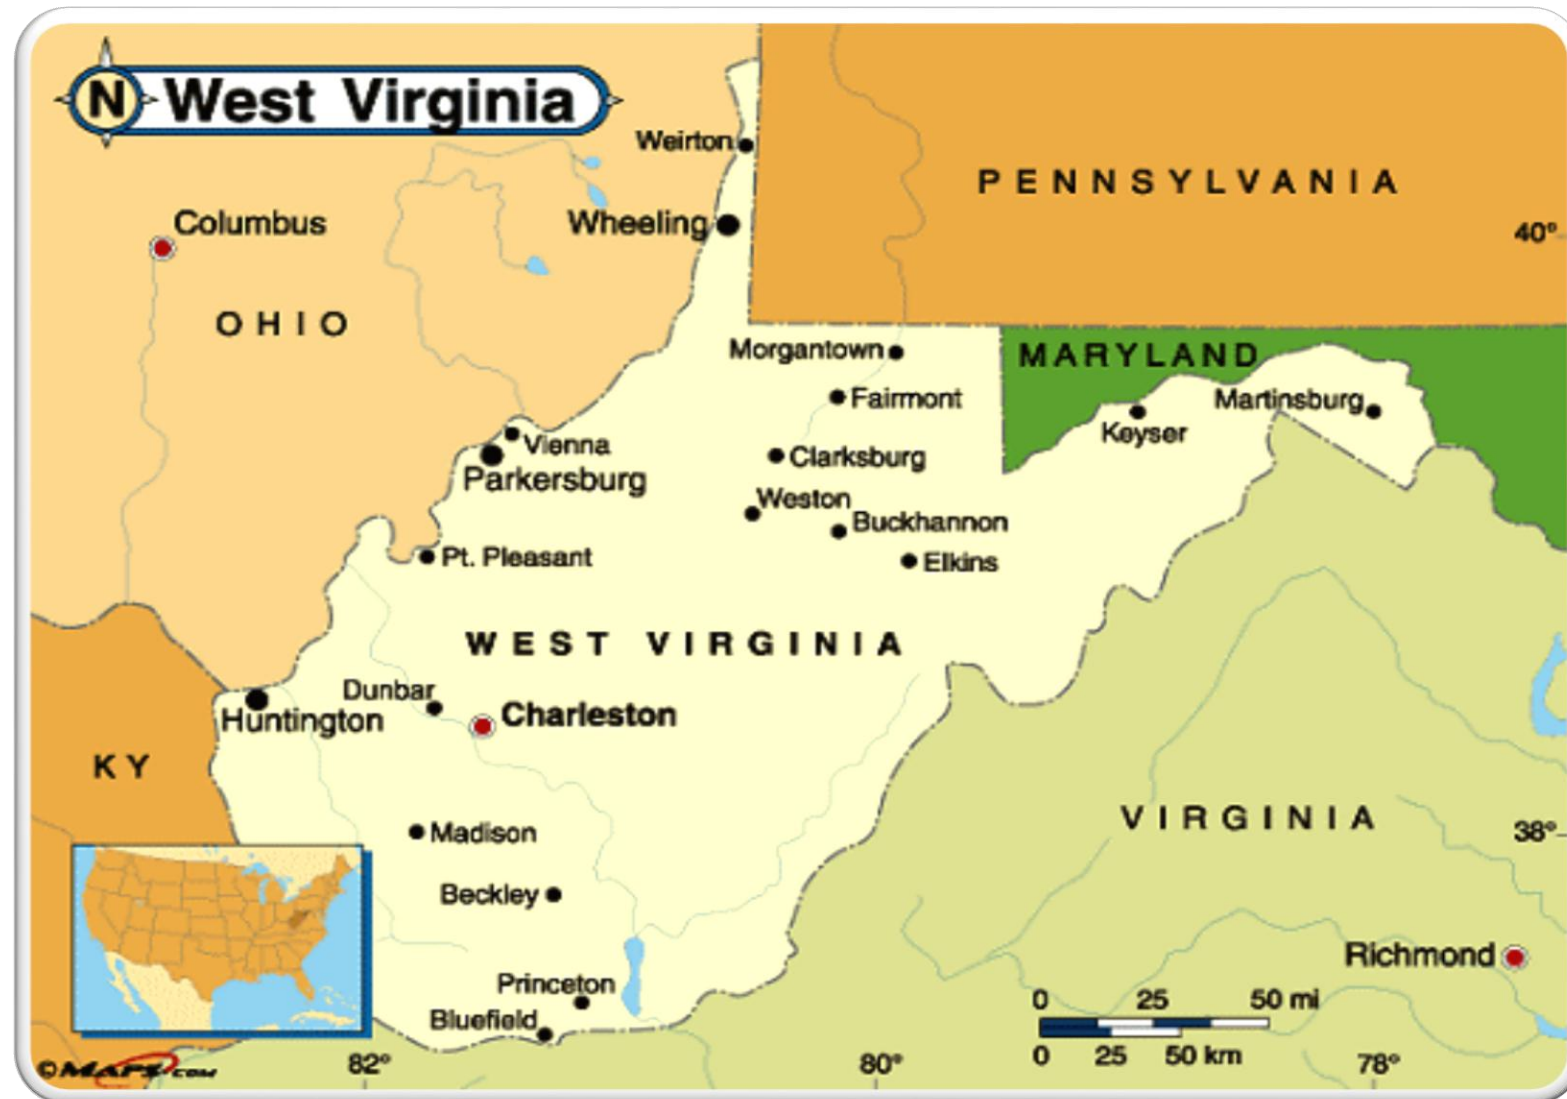 N West Virginia
Weirton
PENNSYLVANIA
Columbus
Wheeling
40°
OHIO
Morgantown
MARYLAND
Fairmont
Martinsburg
Keyser
Vienna
Clarksburg
Parkersburg
Weston
Buckhannon
Pt. Pleasant
Elkins
WEST VIRGINIA
Dunbar
Charleston
Huntington
KY
VIRGINIA
38°
Madison
Beckley
Richmond
Princeton
0 25 50 mi
Bluefield
0 25 50 km
©MAPS.COM
82°
80°
78°